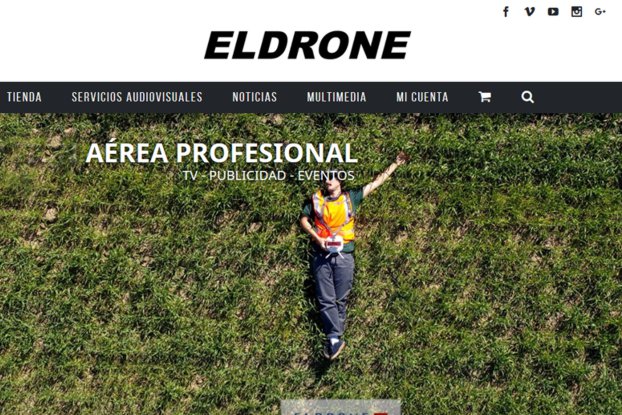 ELDRONE
TIENDA SERVICIOS AUDIOVISUALES NOTICIAS MULTIMEDIA MI CUENTA
AÉREA PROFESIONAL
TV - PUBLICIDAD - EVENTOS